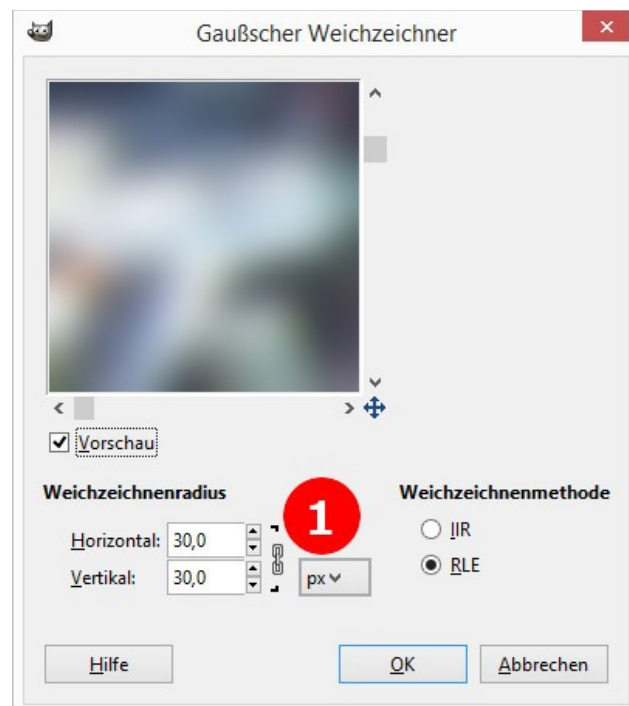 Gaußscher Weichzeichner
Vorschau
Weichzeichnenradius
Horizontal: 30,0
Vertikal: 30,0
px
1
Weichzeichnenmethode
IIR
RLE
Hilfe
OK
Abbrechen